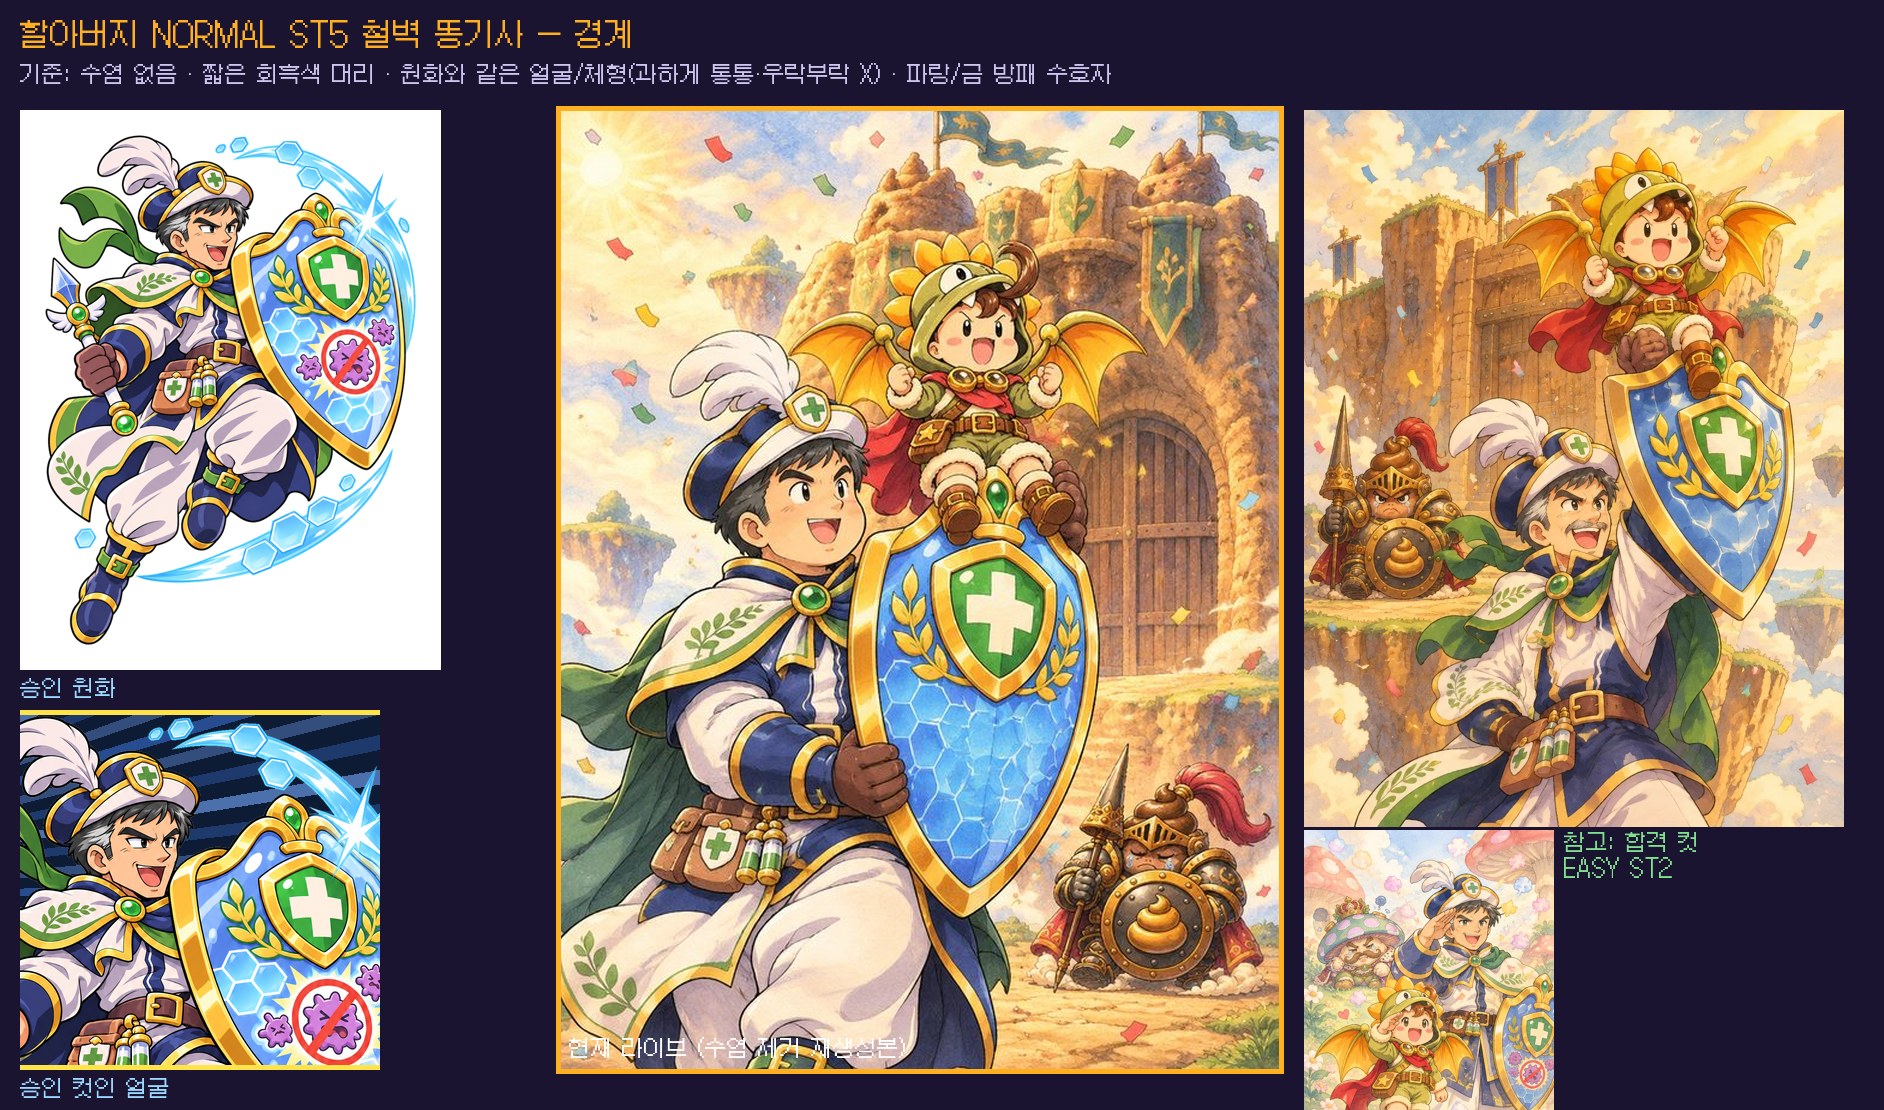 할아버지 NORMAL ST5 철벽 똥기사 — 경계
기준: 수염 없음 · 짧은 회흑색 머리 · 원화와 같은 얼굴/체형(과하게 통통·우락부락 X) · 파랑/금 방패 수호자
승인 원화
승인 컷인 얼굴
현재 라이브 (수염 제거 재생성본)
참고: 합격 컷
EASY ST2